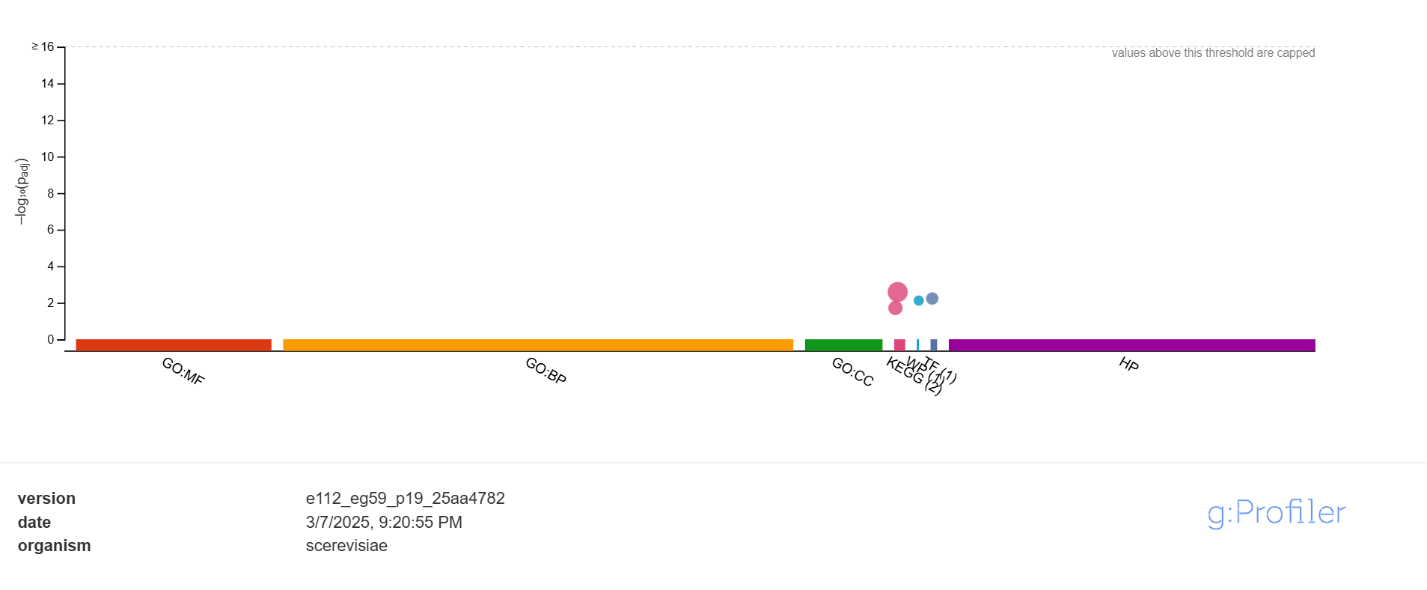 ≥ 16
values above this threshold are capped
14
12
10
8
6
4
2
0
–log₁₀(padj)
GO:MF
GO:BP
GO:CC
KEGG (2)
WP (1)
TF (1)
HP
version e112_eg59_p19_25aa4782
date 3/7/2025, 9:20:55 PM
organism scerevisiae
g:Profiler